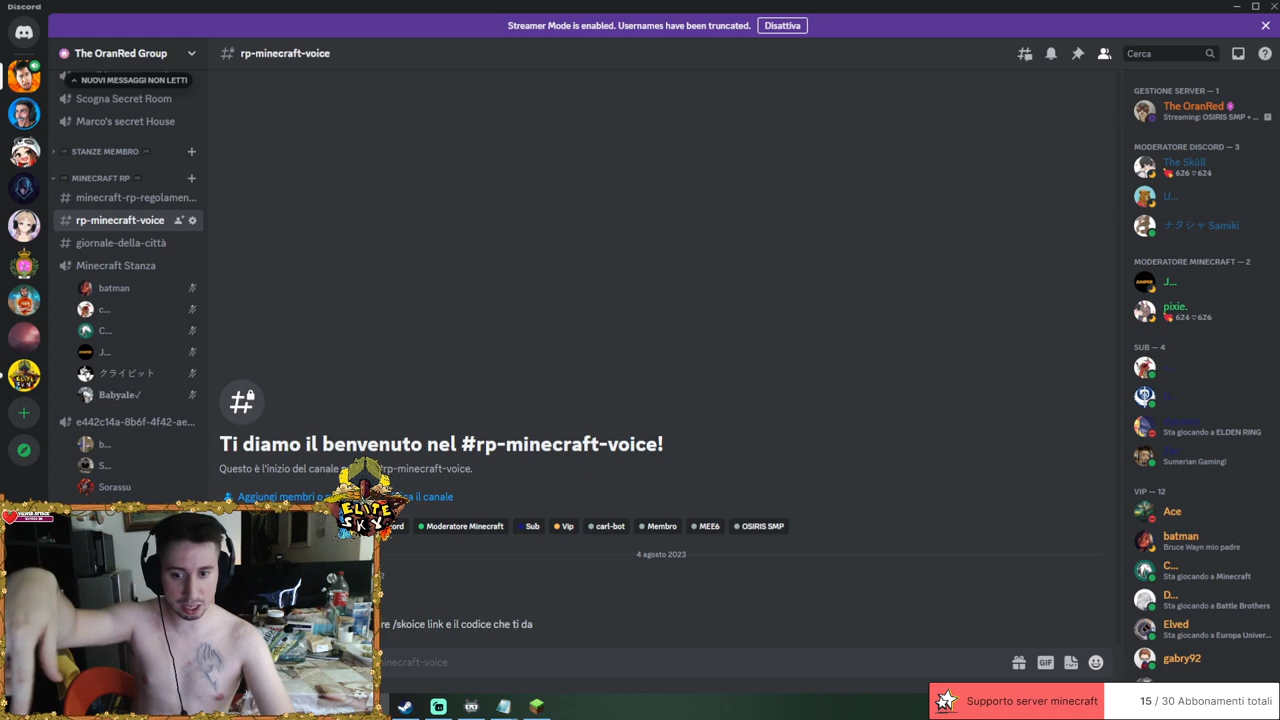 Discord
Streamer Mode is enabled. Usernames have been truncated.
Disattiva
The OranRed Group
rp-minecraft-voice
Cerca
NUOVI MESSAGGI NON LETTI
Scogna Secret Room
Marco's secret House
STANZE MEMBRO
MINECRAFT RP
minecraft-rp-regolamen...
rp-minecraft-voice
giornale-della-città
Minecraft Stanza
batman
c...
C...
J...
クライビット
Babyale✓
e442c14a-8b6f-4f42-ae...
b...
S...
Sorassu
Ti diamo il benvenuto nel #rp-minecraft-voice!
Questo è l'inizio del canale
#rp-minecraft-voice.
Aggiungi membri o
il canale
Moderatore Minecraft
Sub
Vip
carl-bot
Membro
MEE6
OSIRIS SMP
4 agosto 2023
/skoice link e il codice che ti da
ELITE
SKY
GESTIONE SERVER — 1
The OranRed
Streaming: OSIRIS SMP + ...
MODERATORE DISCORD — 3
The Skūll
626 ♡ 624
U...
ナタシャ Samiki
MODERATORE MINECRAFT — 2
J...
pixie.
624 ♡ 626
SUB — 4
Sta giocando a ELDEN RING
Sumerian Gaming!
VIP — 12
Ace
batman
Bruce Wayn mio padre
C...
Sta giocando a Minecraft
D...
Sta giocando a Battle Brothers
Elved
Sta giocando a Europa Univer...
gabry92
GIF
Supporto server minecraft
15 / 30 Abbonamenti totali